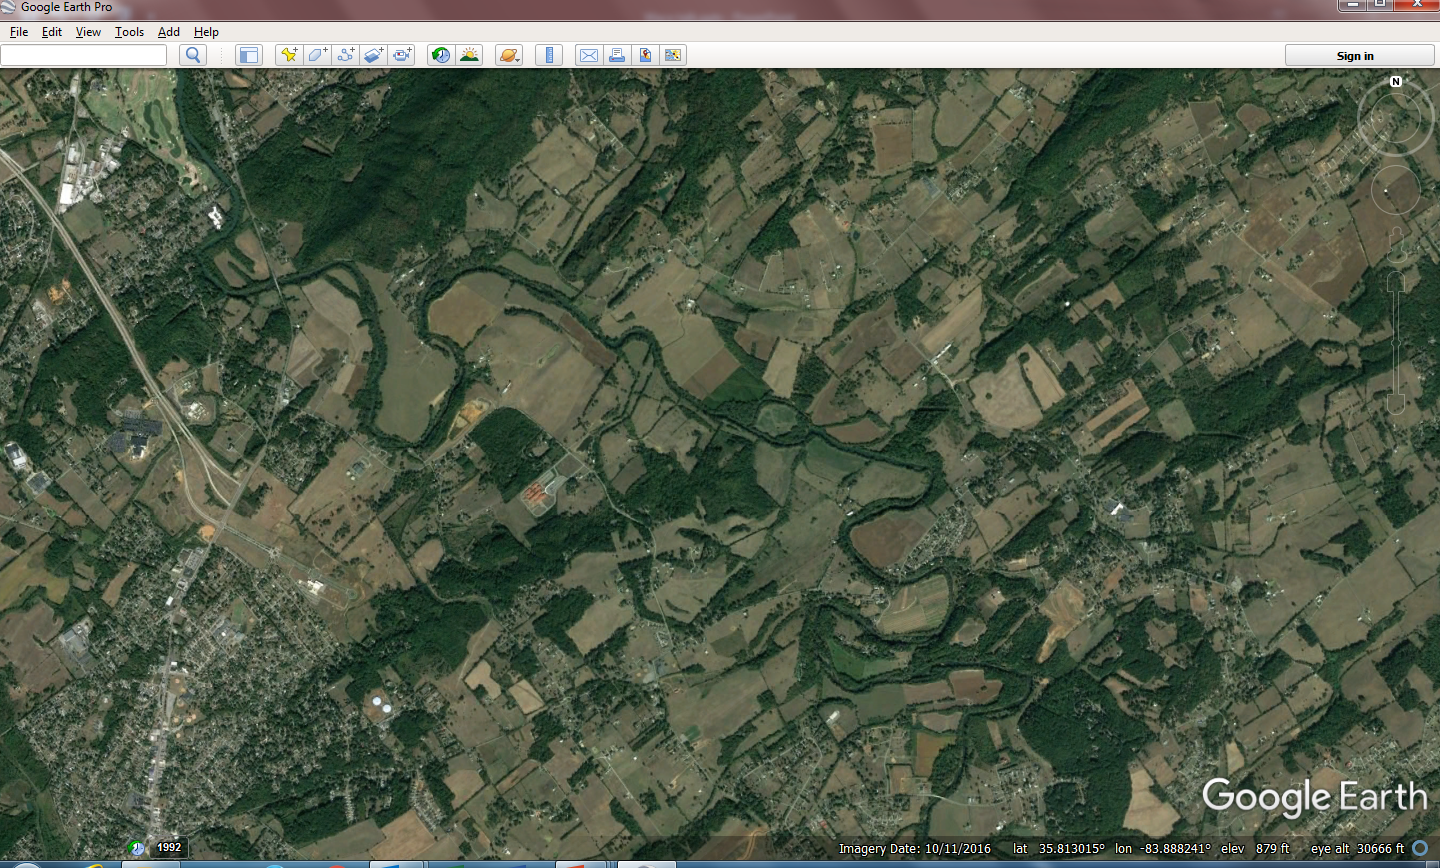 Google Earth Pro
File Edit View Tools Add Help
Sign in
N
1992
Google Earth
Imagery Date: 10/11/2016 lat 35.813015° lon -83.888241° elev 879 ft eye alt 30666 ft